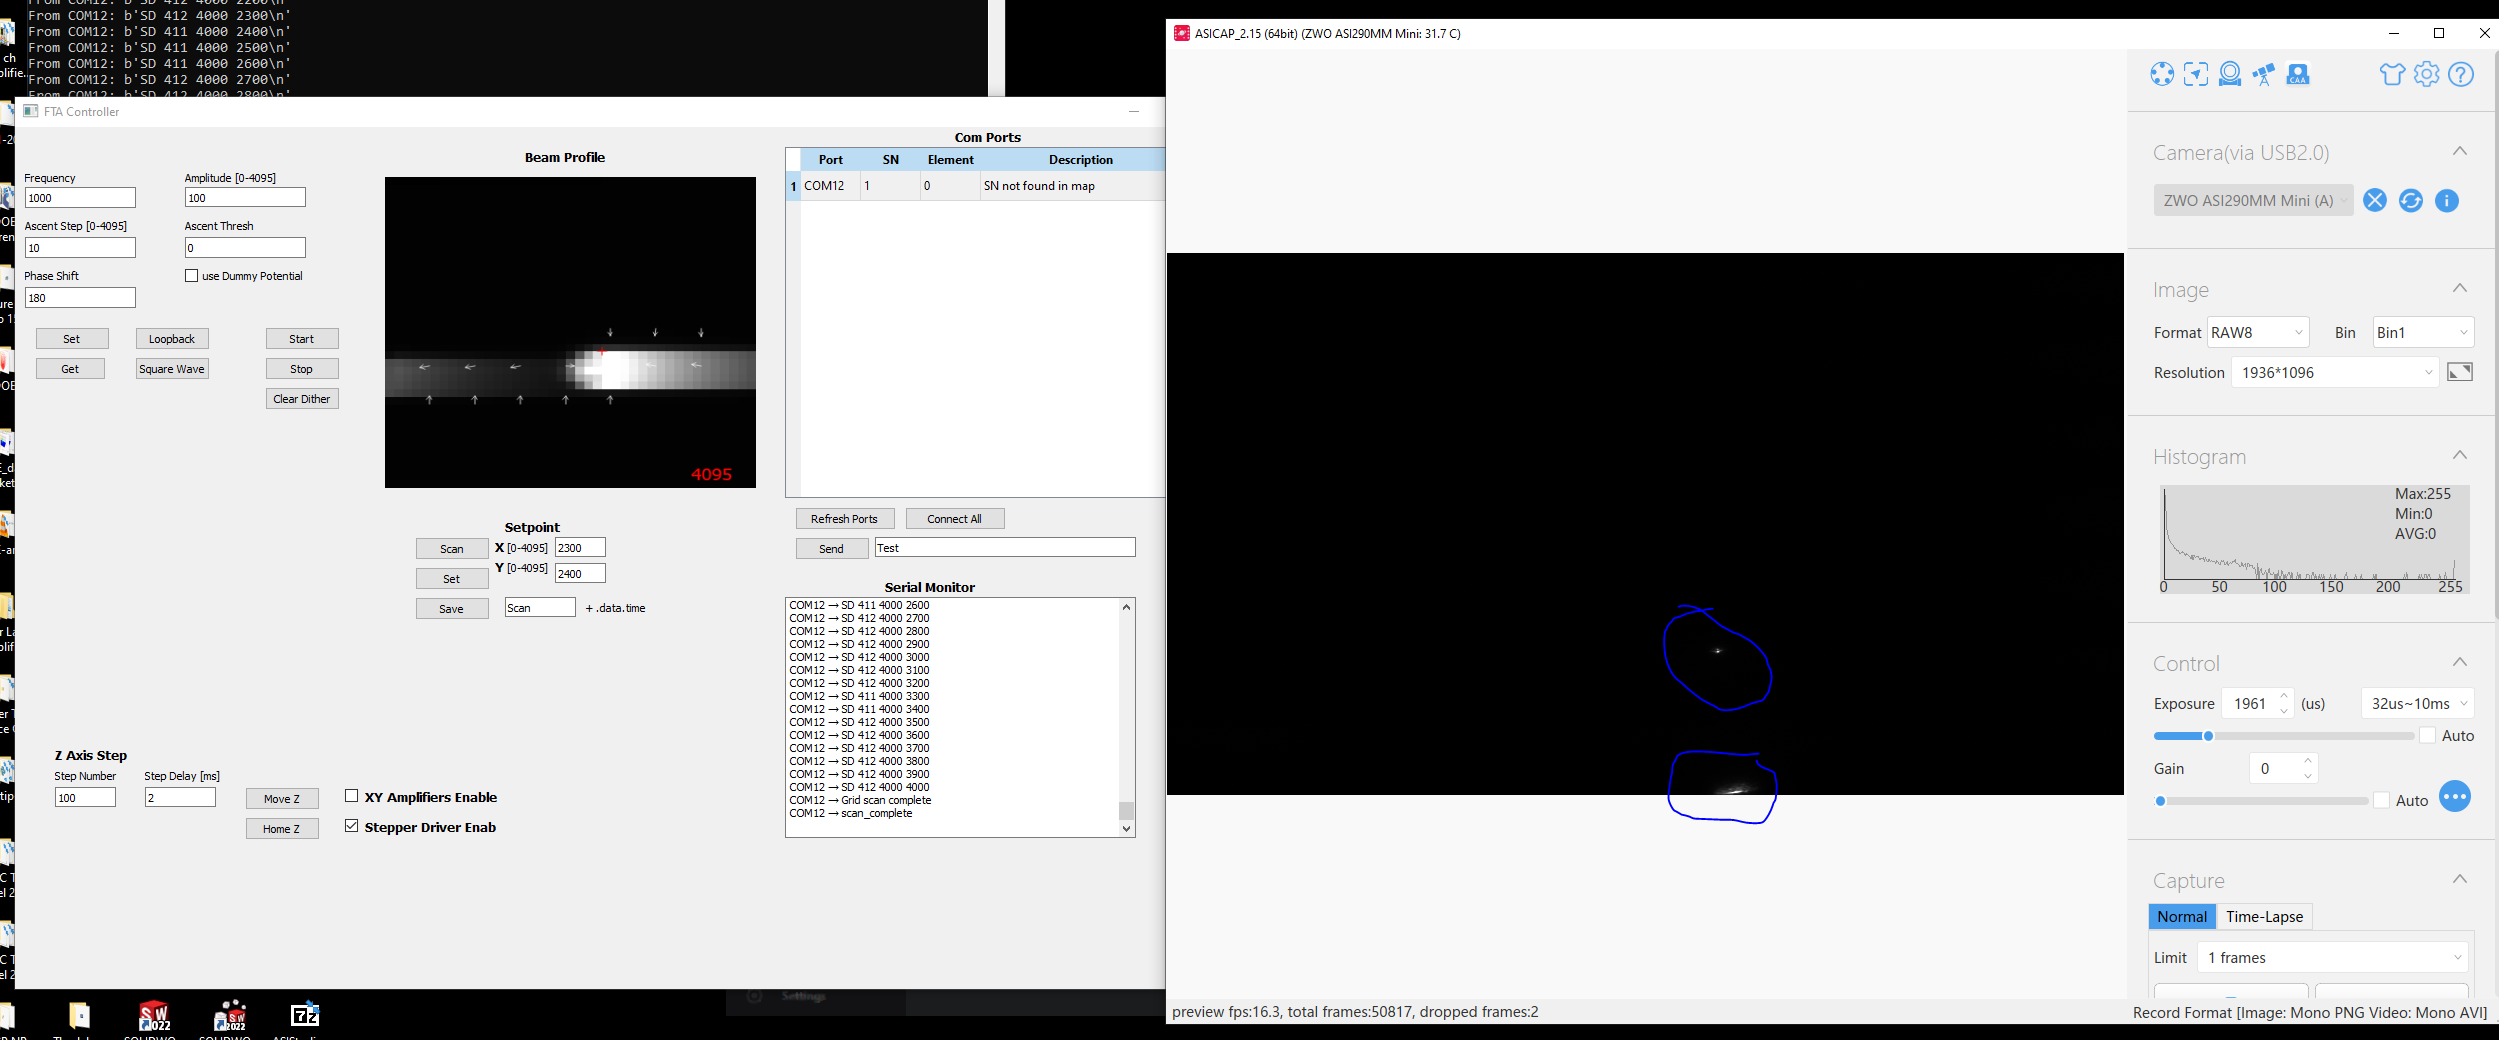 From COM12: b'SD 412 4000 2200\n'
From COM12: b'SD 412 4000 2300\n'
From COM12: b'SD 411 4000 2400\n'
From COM12: b'SD 411 4000 2500\n'
From COM12: b'SD 411 4000 2600\n'
From COM12: b'SD 412 4000 2700\n'
From COM12: b'SD 412 4000 2800\n'
FTA Controller
Frequency
1000
Amplitude [0-4095]
100
Ascent Step [0-4095]
10
Ascent Thresh
0
Phase Shift
180
use Dummy Potential
Set
Loopback
Start
Get
Square Wave
Stop
Clear Dither
Beam Profile
4095
Setpoint
Scan
X [0-4095]
2300
Set
Y [0-4095]
2400
Save
Scan
+ .data.time
Com Ports
Port SN Element Description
1 COM12 1 0 SN not found in map
Refresh Ports
Connect All
Send
Test
Serial Monitor
COM12 → SD 411 4000 2600
COM12 → SD 412 4000 2700
COM12 → SD 412 4000 2800
COM12 → SD 412 4000 2900
COM12 → SD 412 4000 3000
COM12 → SD 412 4000 3100
COM12 → SD 412 4000 3200
COM12 → SD 411 4000 3300
COM12 → SD 411 4000 3400
COM12 → SD 412 4000 3500
COM12 → SD 412 4000 3600
COM12 → SD 412 4000 3700
COM12 → SD 412 4000 3800
COM12 → SD 412 4000 3900
COM12 → SD 412 4000 4000
COM12 → Grid scan complete
COM12 → scan_complete
Z Axis Step
Step Number
100
Step Delay [ms]
2
Move Z
XY Amplifiers Enable
Home Z
Stepper Driver Enab
Settings
ASICAP_2.15 (64bit) (ZWO ASI290MM Mini: 31.7 C)
CAA
Camera(via USB2.0)
ZWO ASI290MM Mini (A)
Image
Format RAW8 Bin Bin1
Resolution 1936*1096
Histogram
Max:255
Min:0
AVG:0
0 50 100 150 200 255
Control
Exposure 1961 (us) 32us~10ms
Auto
Gain 0
Auto
Capture
Normal Time-Lapse
Limit 1 frames
preview fps:16.3, total frames:50817, dropped frames:2
Record Format [Image: Mono PNG Video: Mono AVI]